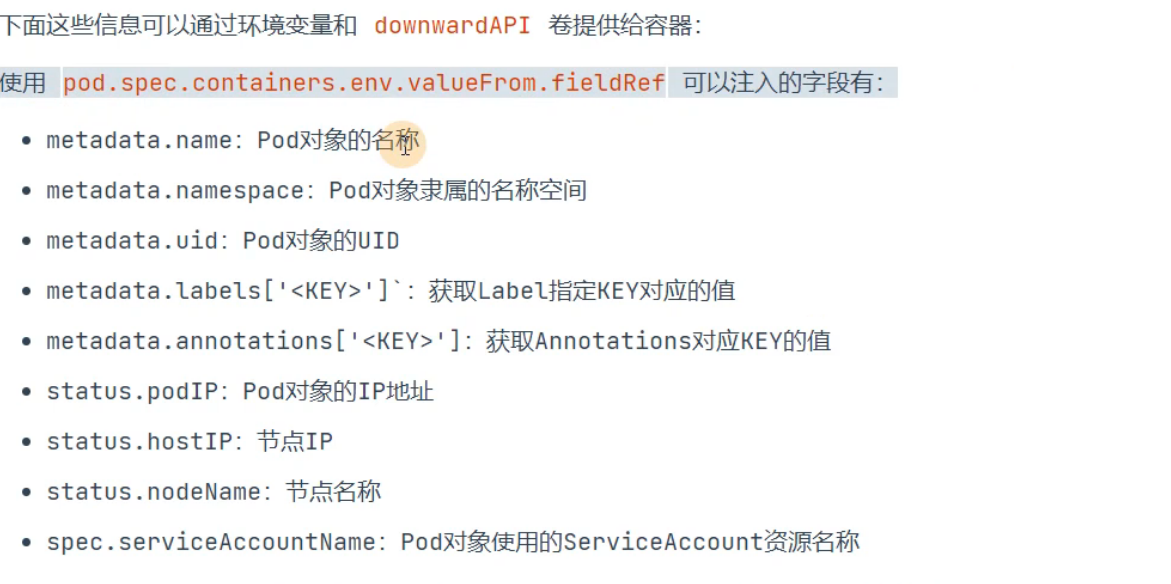 下面这些信息可以通过环境变量和 downwardAPI 卷提供给容器:
使用 pod.spec.containers.env.valueFrom.fieldRef 可以注入的字段有:
• metadata.name: Pod对象的名称
• metadata.namespace: Pod对象隶属的名称空间
• metadata.uid: Pod对象的UID
• metadata.labels['<KEY>']`: 获取Label指定KEY对应的值
• metadata.annotations['<KEY>']: 获取Annotations对应KEY的值
• status.podIP: Pod对象的IP地址
• status.hostIP: 节点IP
• status.nodeName: 节点名称
• spec.serviceAccountName: Pod对象使用的ServiceAccount资源名称